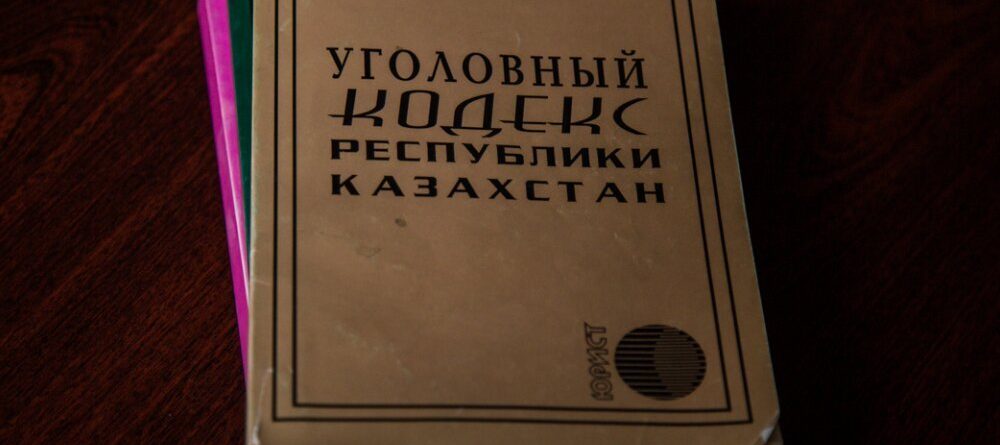 УГОЛОВНЫЙ
КОДЕКС
РЕСПУБЛИКИ
КАЗАХСТАН
ЮРИСТ